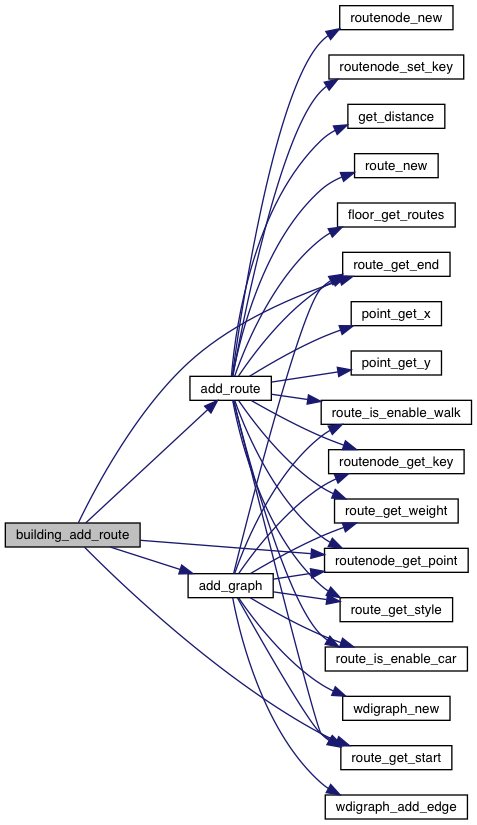 routenode_new
routenode_set_key
get_distance
route_new
floor_get_routes
route_get_end
point_get_x
point_get_y
add_route
route_is_enable_walk
routenode_get_key
route_get_weight
building_add_route
routenode_get_point
add_graph
route_get_style
route_is_enable_car
wdigraph_new
route_get_start
wdigraph_add_edge